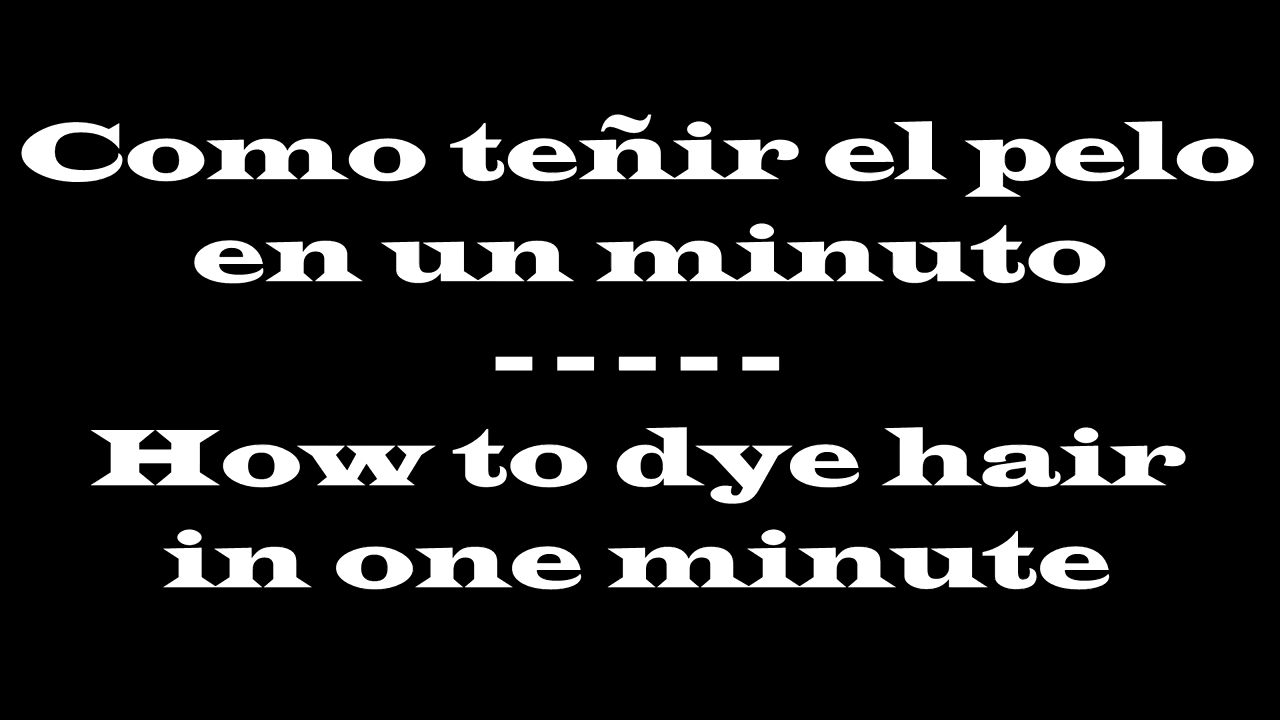 Como teñir el pelo
en un minuto
- - - - -
How to dye hair
in one minute